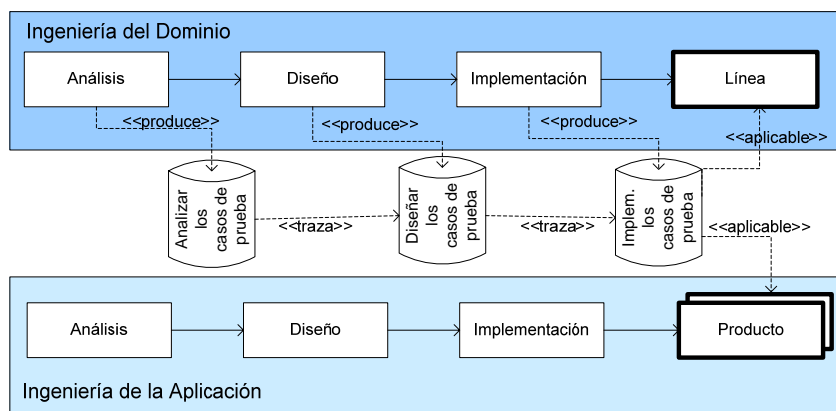 Ingeniería del Dominio
Análisis
Diseño
Implementación
Línea
<<produce>>
<<produce>>
<<produce>>
<<aplicable>>
Analizar
los
casos de
prueba
<<traza>>
Diseñar
los
casos de
prueba
<<traza>>
Implem.
los
casos de
prueba
<<aplicable>>
Análisis
Diseño
Implementación
Producto
Ingeniería de la Aplicación